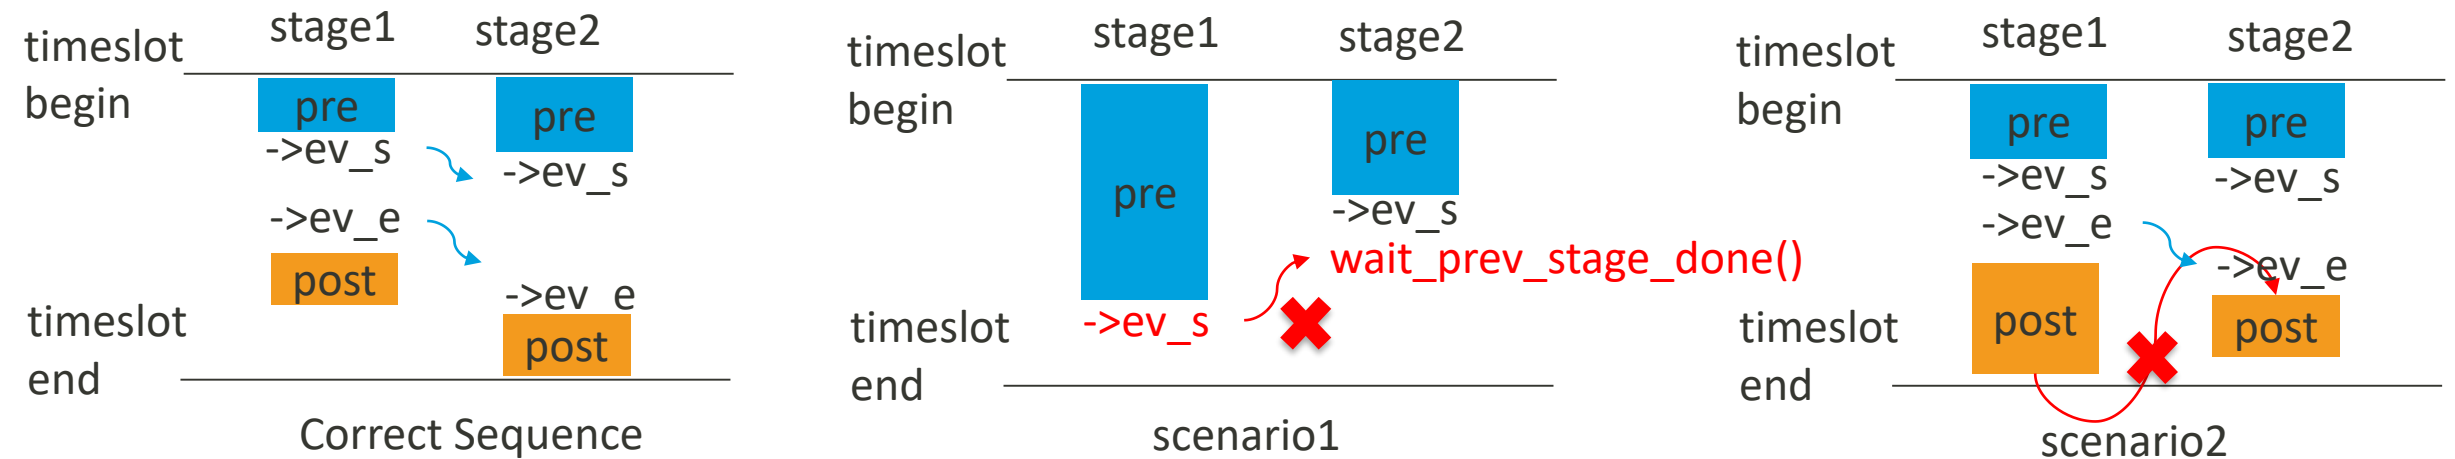 stage1
stage2
timeslot
begin
pre
pre
->ev_s
->ev_s
->ev_e
post
->ev_e
post
timeslot
end
Correct Sequence
stage1
stage2
timeslot
begin
pre
pre
->ev_s
wait_prev_stage_done()
->ev_s
timeslot
end
scenario1
stage1
stage2
timeslot
begin
pre
pre
->ev_s
->ev_s
->ev_e
->ev_e
post
post
timeslot
end
scenario2